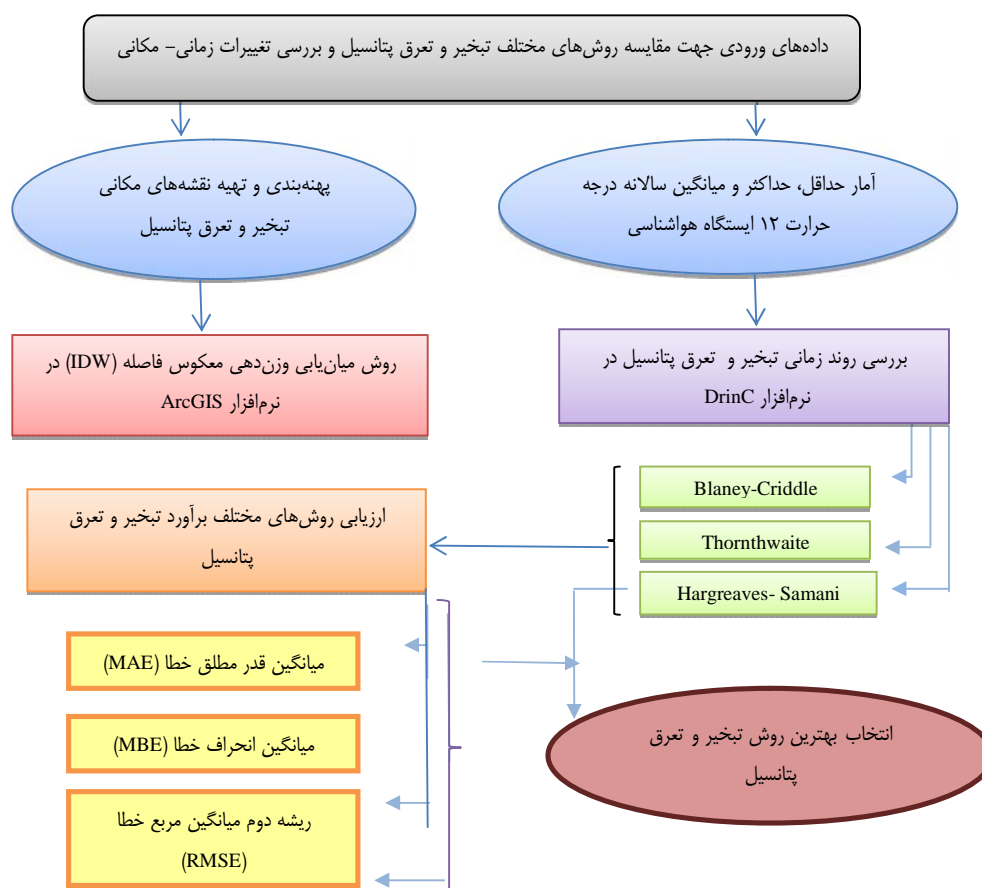 داده‌های ورودی جهت مقایسه روش‌های مختلف تبخیر و تعرق پتانسیل و بررسی تغییرات زمانی– مکانی
آمار حداقل، حداکثر و میانگین سالانه درجه
حرارت ۱۲ ایستگاه هواشناسی
پهنه‌بندی و تهیه نقشه‌های مکانی
تبخیر و تعرق پتانسیل
بررسی روند زمانی تبخیر و تعرق پتانسیل در
نرم‌افزار DrinC
روش میان‌یابی وزن‌دهی معکوس فاصله (IDW) در
نرم‌افزار ArcGIS
Blaney-Criddle
Thornthwaite
Hargreaves- Samani
ارزیابی روش‌های مختلف برآورد تبخیر و تعرق
پتانسیل
میانگین قدر مطلق خطا (MAE)
میانگین انحراف خطا (MBE)
ریشه دوم میانگین مربع خطا
(RMSE)
انتخاب بهترین روش تبخیر و تعرق
پتانسیل